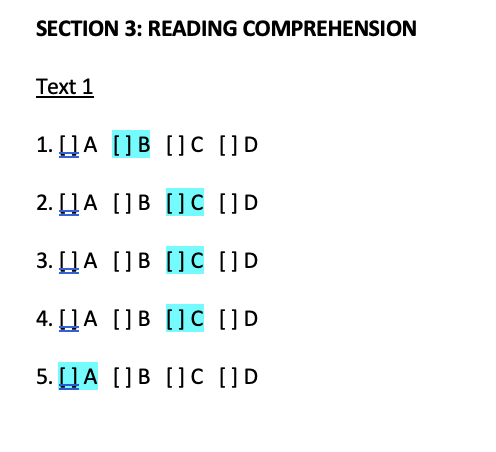 SECTION 3: READING COMPREHENSION
Text 1
1. [ ] A [ ] B [ ] C [ ] D
2. [ ] A [ ] B [ ] C [ ] D
3. [ ] A [ ] B [ ] C [ ] D
4. [ ] A [ ] B [ ] C [ ] D
5. [ ] A [ ] B [ ] C [ ] D